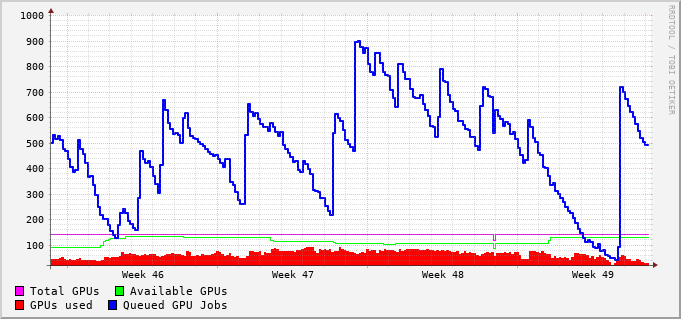 1000
900
800
700
600
500
400
300
200
100
Week 46 Week 47 Week 48 Week 49
Total GPUs Available GPUs
GPUs used Queued GPU Jobs
RRDTOOL / TOBI OETIKER